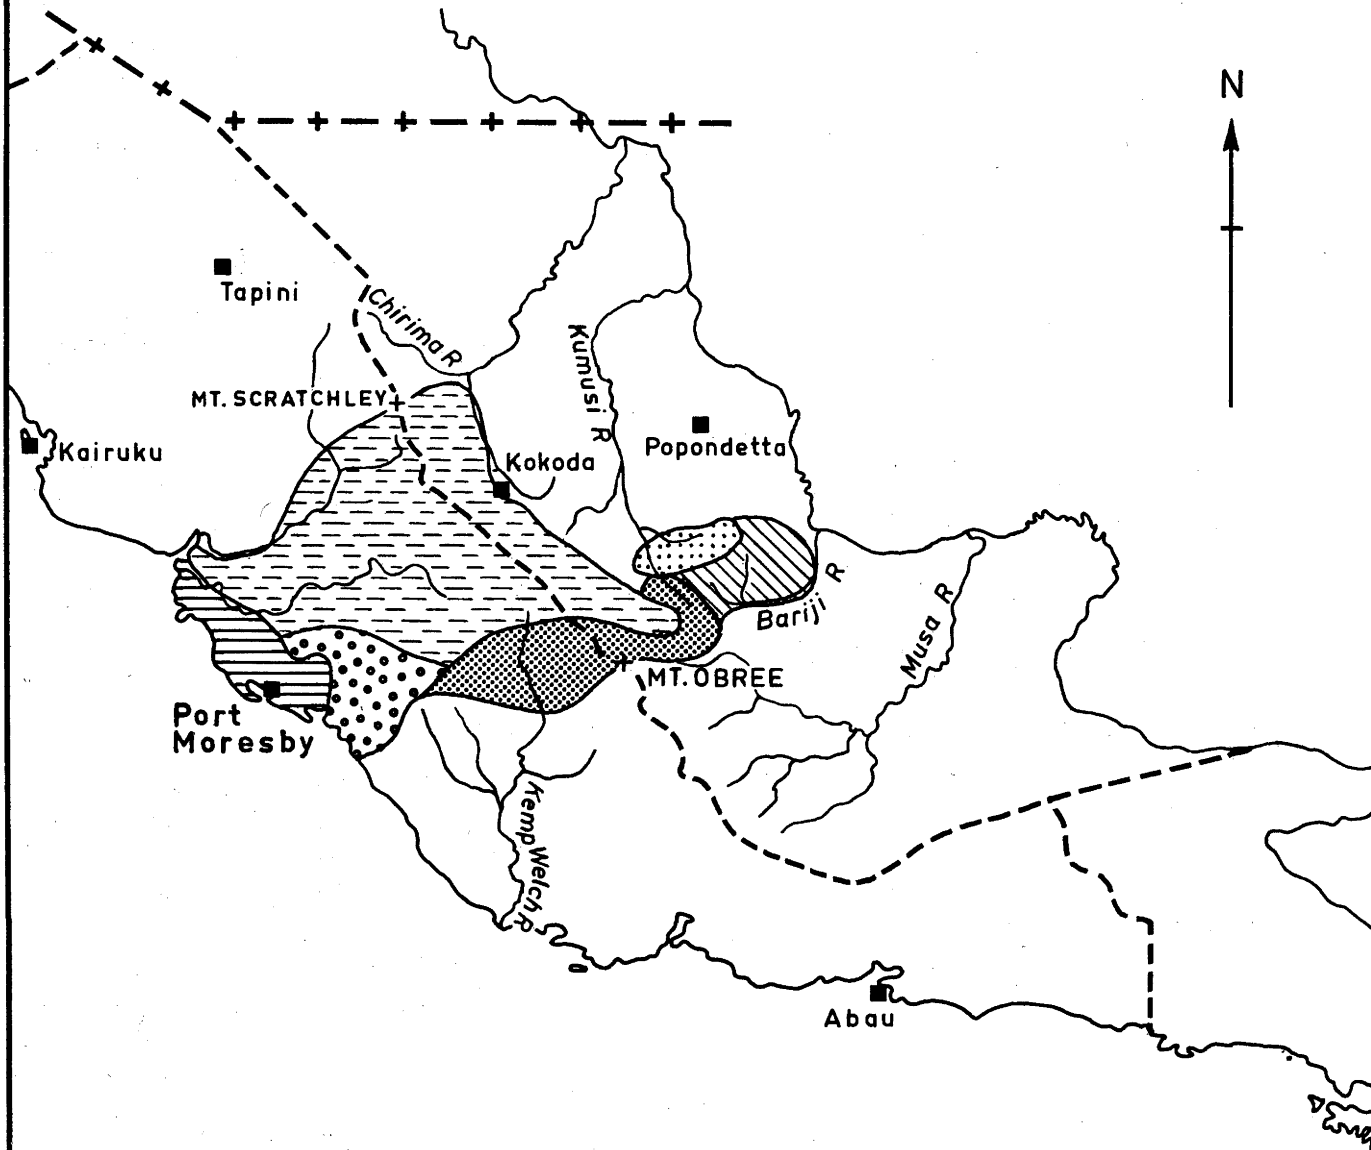 N
Tapini
Chirima R
MT. SCRATCHLEY
Kumusi R
Kairuku
Popondetta
Kokoda
Bariji R
Musa R
MT. OBREE
Port
Moresby
Kemp Welch R
Abau